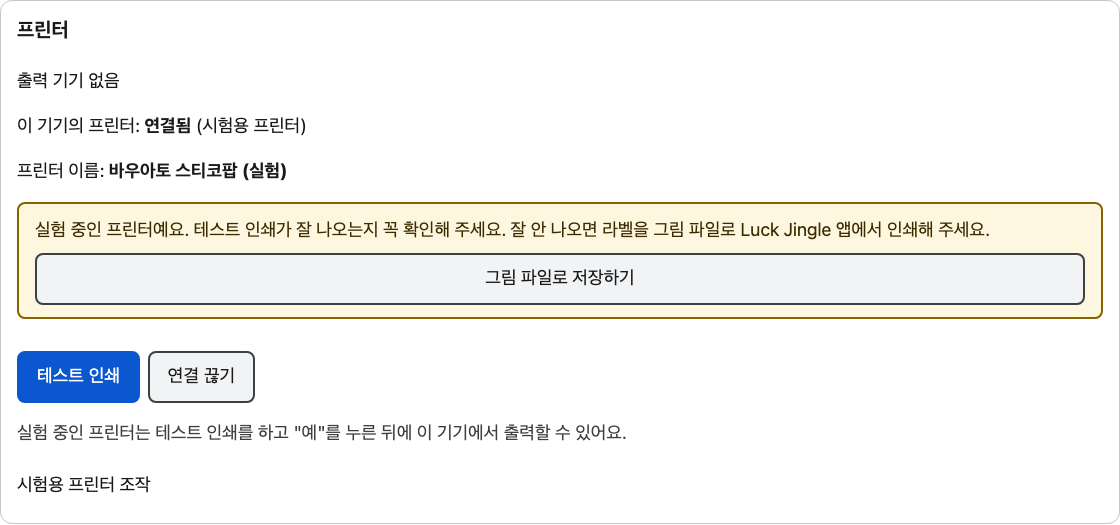 프린터
출력 기기 없음
이 기기의 프린터: 연결됨 (시험용 프린터)
프린터 이름: 바우아토 스티코팝 (실험)
실험 중인 프린터예요. 테스트 인쇄가 잘 나오는지 꼭 확인해 주세요. 잘 안 나오면 라벨을 그림 파일로 Luck Jingle 앱에서 인쇄해 주세요.
그림 파일로 저장하기
테스트 인쇄
연결 끊기
실험 중인 프린터는 테스트 인쇄를 하고 "예"를 누른 뒤에 이 기기에서 출력할 수 있어요.
시험용 프린터 조작